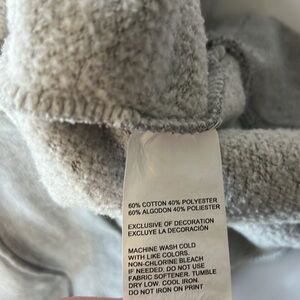 60% COTTON 40% POLYESTER
60% ALGODON 40% POLIESTER
EXCLUSIVE OF DECORATION
EXCLUYE LA DECORACIÓN
MACHINE WASH COLD
WITH LIKE COLORS.
NON-CHLORINE BLEACH
IF NEEDED. DO NOT USE
FABRIC SOFTENER. TUMBLE
DRY LOW. COOL IRON.
DO NOT IRON ON PRINT